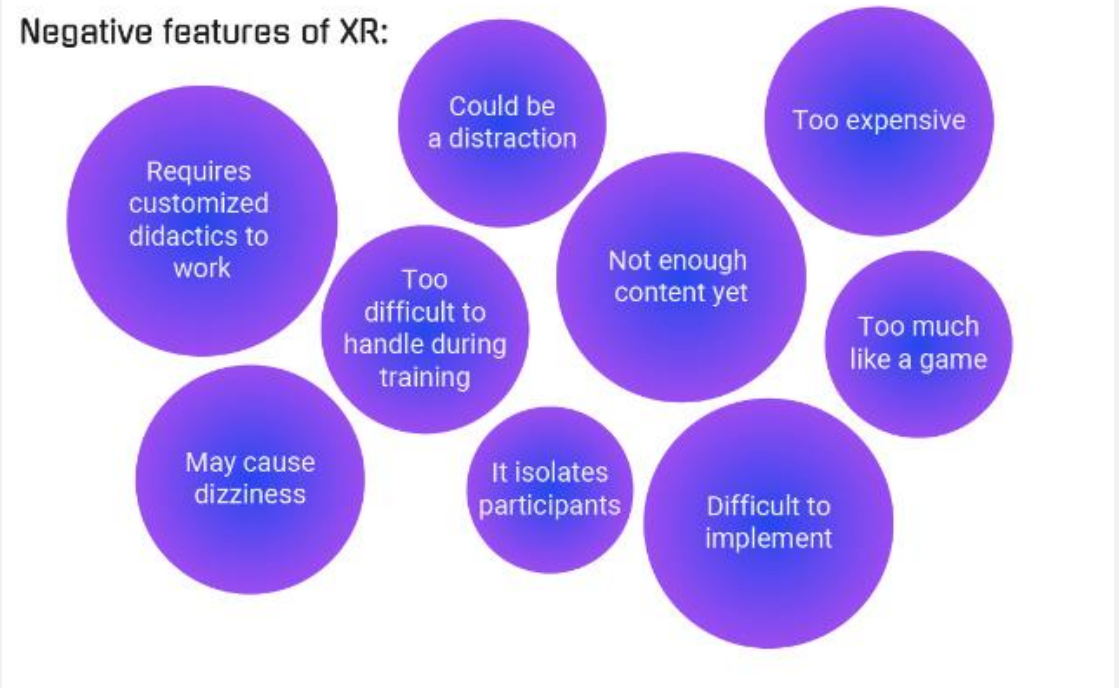 Negative features of XR:
Could be
a distraction
Too expensive
Requires
customized
didactics to
work
Not enough
content yet
Too
difficult to
handle during
training
Too much
like a game
May cause
dizziness
It isolates
participants
Difficult to
implement